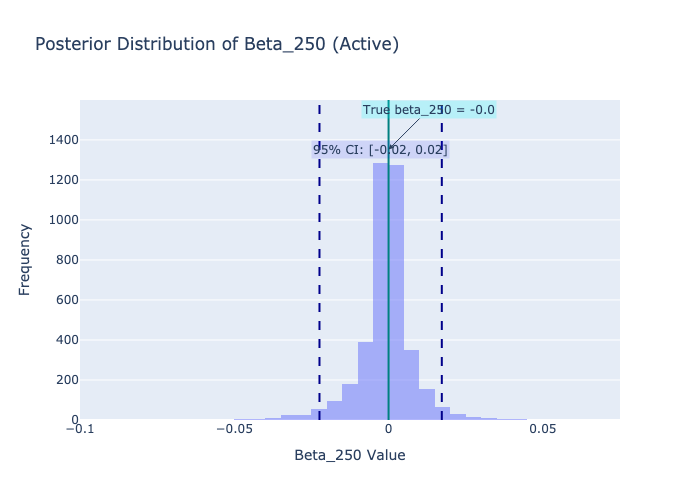 Posterior Distribution of Beta_250 (Active)
True beta_250 = -0.0
95% CI: [-0.02, 0.02]
1400
1200
1000
800
600
400
200
0
−0.1
−0.05
0
0.05
Frequency
Beta_250 Value